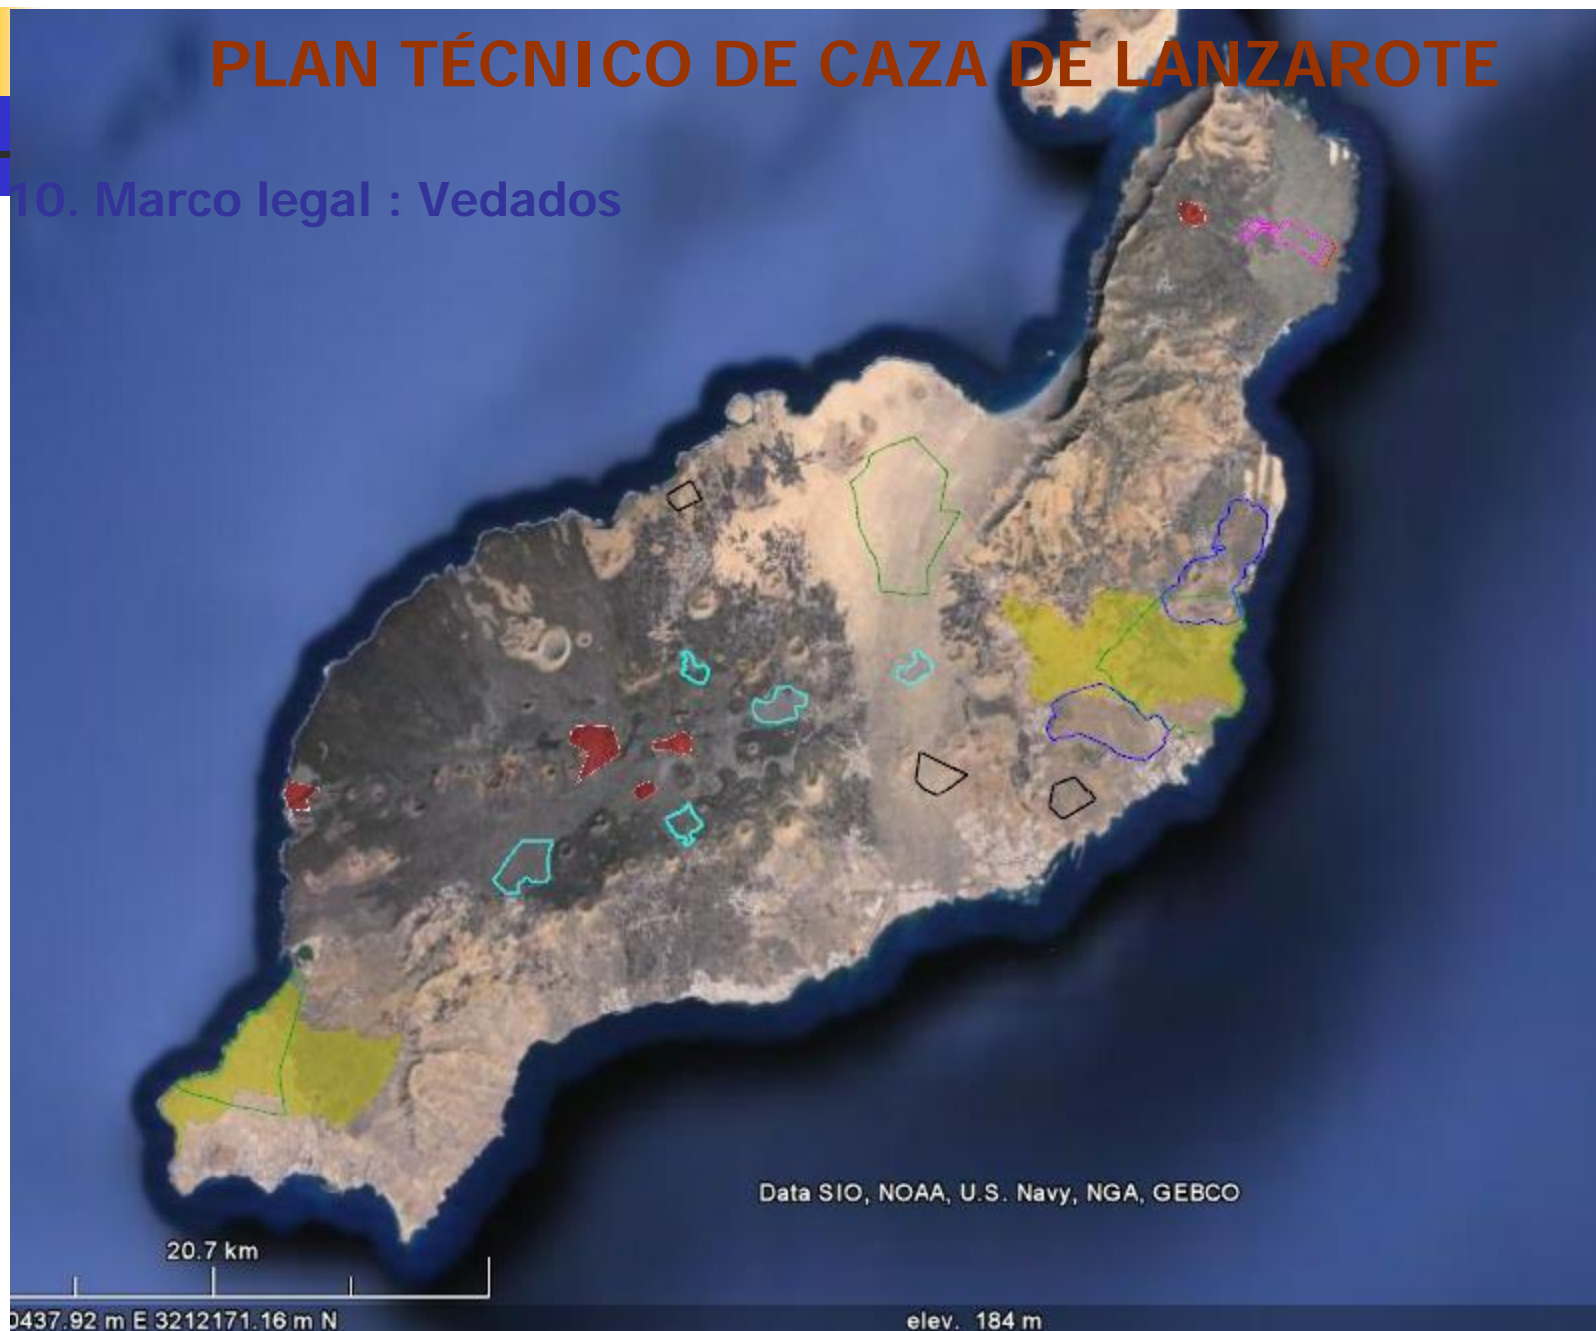 PLAN TÉCNICO DE CAZA DE LANZAROTE
10. Marco legal : Vedados
Data SIO, NOAA, U.S. Navy, NGA, GEBCO
20.7 km
0437.92 m E 3212171.16 m N
elev. 184 m